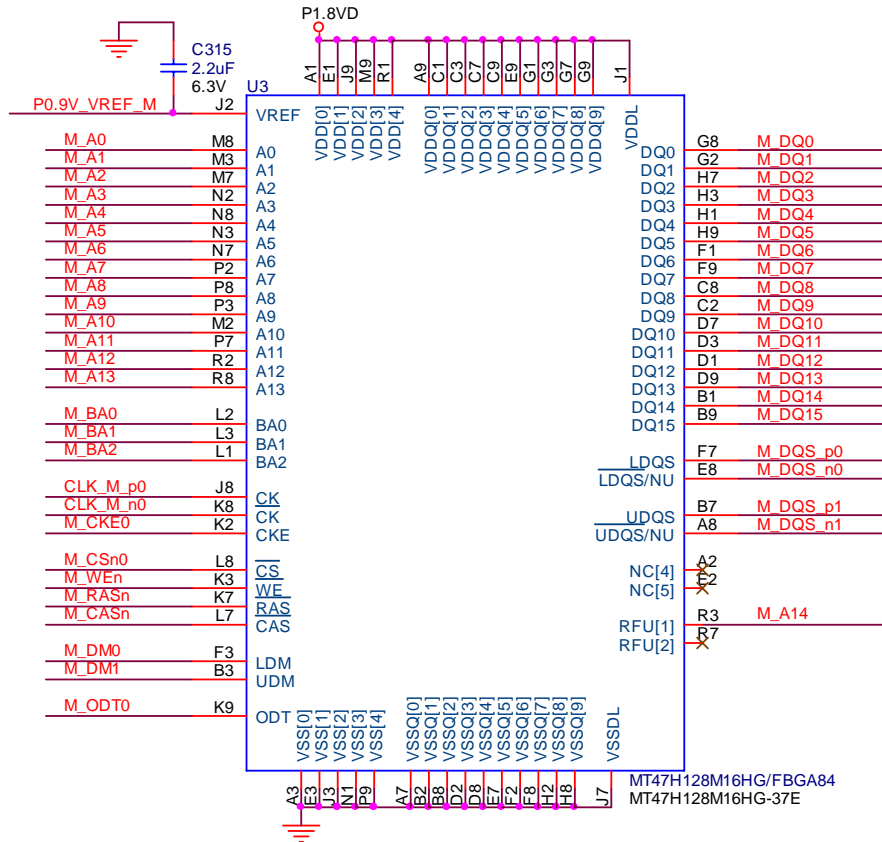 P1.8VD
C315
2.2uF
6.3V
U3
A1 E1 J9 M9 R1 A9 C1 C3 C7 C9 E9 G1 G3 G7 G9 J1
VDD[0] VDD[1] VDD[2] VDD[3] VDD[4] VDDQ[0] VDDQ[1] VDDQ[2] VDDQ[3] VDDQ[4] VDDQ[5] VDDQ[6] VDDQ[7] VDDQ[8] VDDQ[9] VDDL
P0.9V_VREF_M J2 VREF
M_A0 M8 A0
M_A1 M3 A1
M_A2 M7 A2
M_A3 N2 A3
M_A4 N8 A4
M_A5 N3 A5
M_A6 N7 A6
M_A7 P2 A7
M_A8 P8 A8
M_A9 P3 A9
M_A10 M2 A10
M_A11 P7 A11
M_A12 R2 A12
M_A13 R8 A13
M_BA0 L2 BA0
M_BA1 L3 BA1
M_BA2 L1 BA2
CLK_M_p0 J8 CK
CLK_M_n0 K8 CK
M_CKE0 K2 CKE
M_CSn0 L8 CS
M_WEn K3 WE
M_RASn K7 RAS
M_CASn L7 CAS
M_DM0 F3 LDM
M_DM1 B3 UDM
M_ODT0 K9 ODT
DQ0 G8 M_DQ0
DQ1 G2 M_DQ1
DQ2 H7 M_DQ2
DQ3 H3 M_DQ3
DQ4 H1 M_DQ4
DQ5 H9 M_DQ5
DQ6 F1 M_DQ6
DQ7 F9 M_DQ7
DQ8 C8 M_DQ8
DQ9 C2 M_DQ9
DQ10 D7 M_DQ10
DQ11 D3 M_DQ11
DQ12 D1 M_DQ12
DQ13 D9 M_DQ13
DQ14 B1 M_DQ14
DQ15 B9 M_DQ15
LDQS F7 M_DQS_p0
LDQS/NU E8 M_DQS_n0
UDQS B7 M_DQS_p1
UDQS/NU A8 M_DQS_n1
NC[4] A2
NC[5] E2
RFU[1] R3 M_A14
RFU[2] R7
VSS[0] VSS[1] VSS[2] VSS[3] VSS[4] VSSQ[0] VSSQ[1] VSSQ[2] VSSQ[3] VSSQ[4] VSSQ[5] VSSQ[6] VSSQ[7] VSSQ[8] VSSQ[9] VSSDL
A3 E3 J3 N1 P9 A7 B2 B8 D2 D8 E7 F2 F8 H2 H8 J7
MT47H128M16HG/FBGA84
MT47H128M16HG-37E